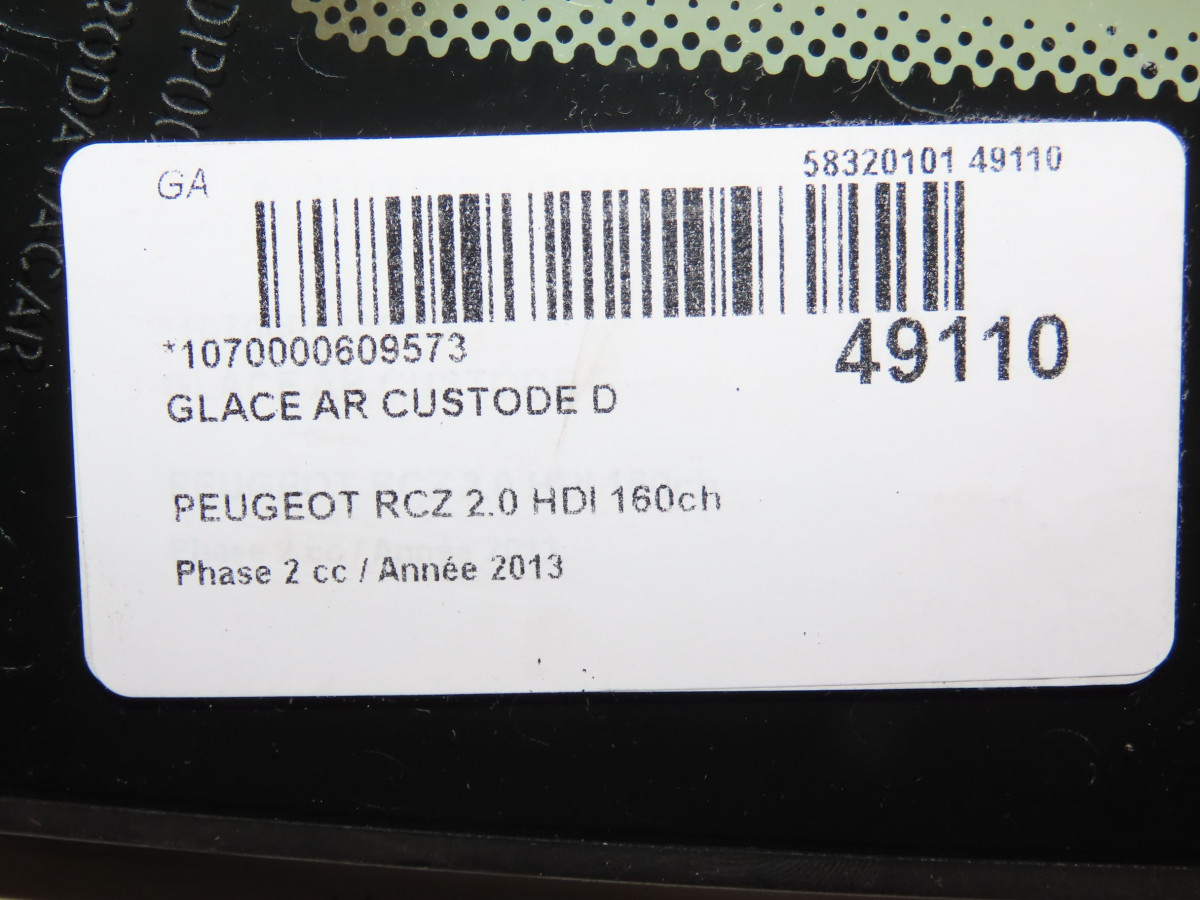 GA
58320101 49110
*1070000609573
49110
GLACE AR CUSTODE D
PEUGEOT RCZ 2.0 HDI 160ch
Phase 2 cc / Année 2013